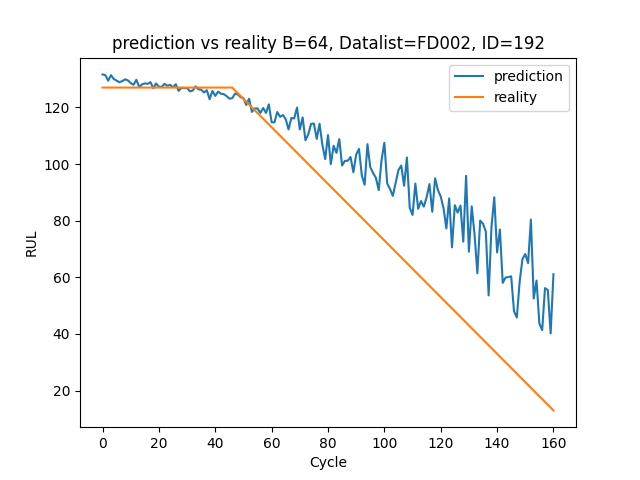 prediction vs reality B=64, Datalist=FD002, ID=192
prediction
reality
120
100
80
60
40
20
RUL
0 20 40 60 80 100 120 140 160
Cycle